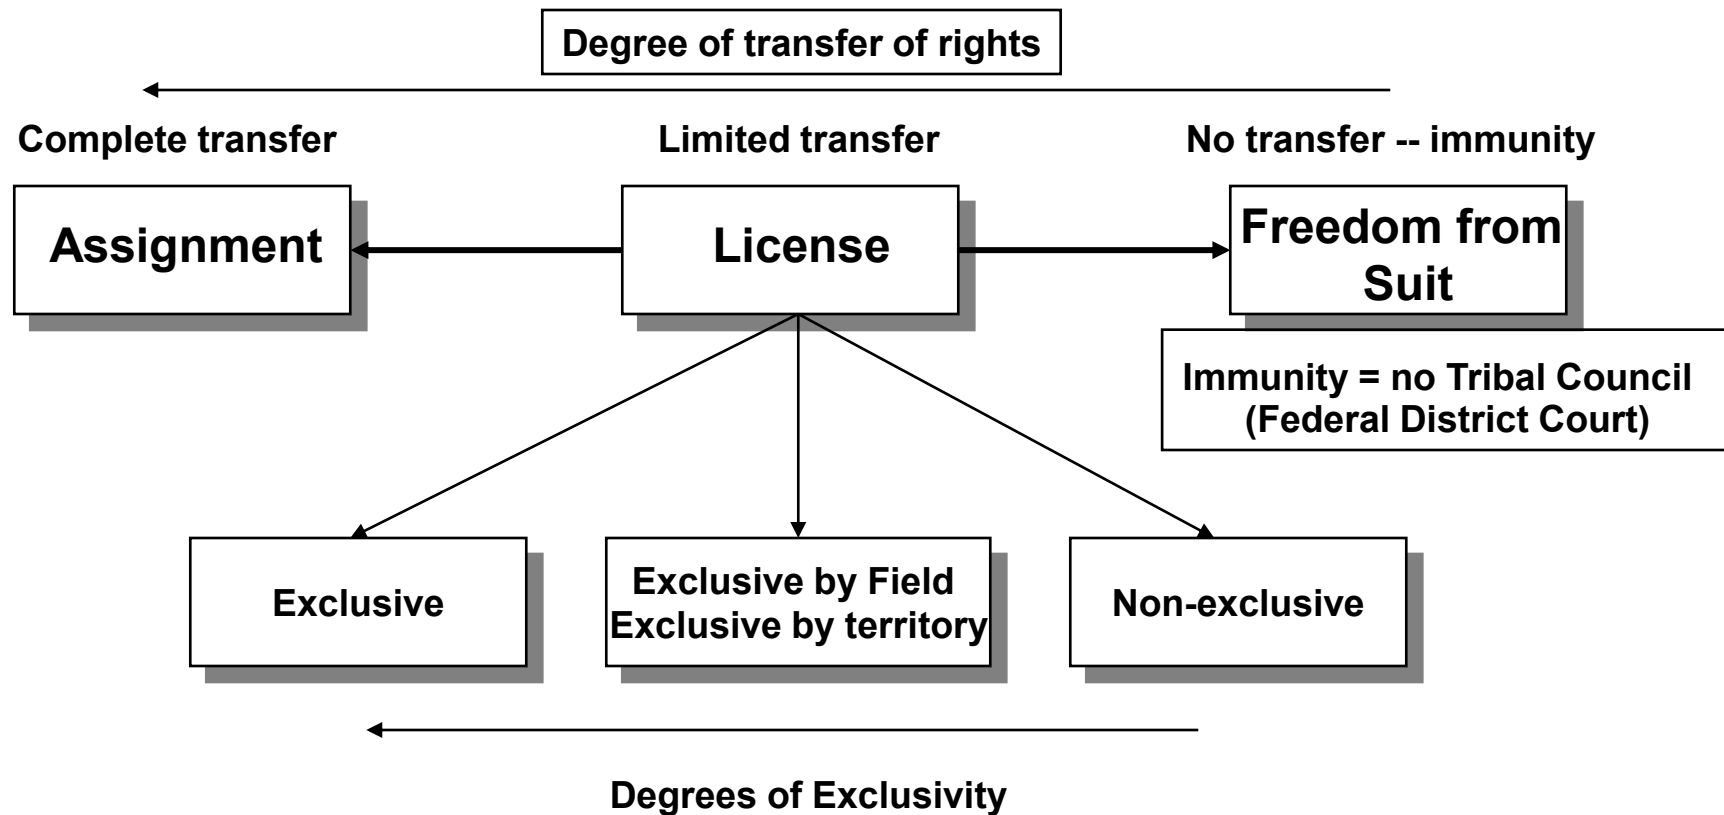 Degree of transfer of rights
Complete transfer
Limited transfer
No transfer -- immunity
Assignment
License
Freedom from
Suit
Immunity = no Tribal Council
(Federal District Court)
Exclusive
Exclusive by Field
Exclusive by territory
Non-exclusive
Degrees of Exclusivity